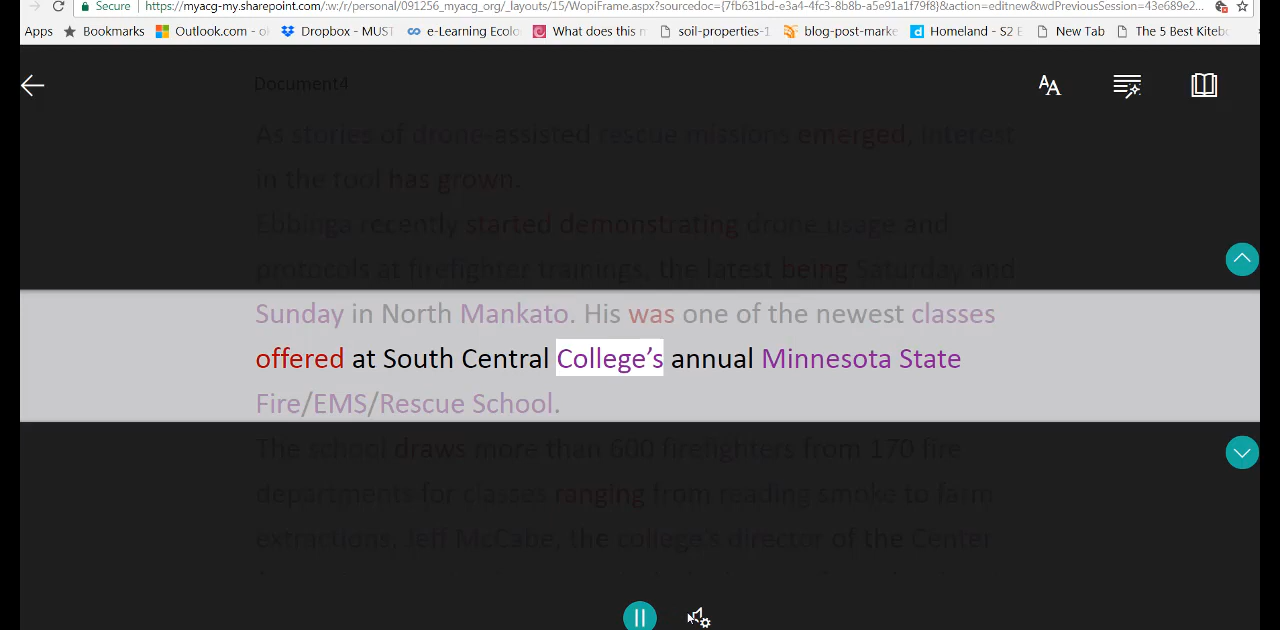 Secure
https://myacg-my.sharepoint.com/:w:/r/personal/091256_myacg_org/_layouts/15/WopiFrame.aspx?sourcedoc={7fb631bd-e3a4-4fc3-8b8b-a5e91a1f79f8}&action=editnew&wdPreviousSession=43e689e2...
Apps Bookmarks Outlook.com - o Dropbox - MUST e-Learning Ecolo What does this m soil-properties-1 blog-post-marke Homeland - S2 E New Tab The 5 Best Kitebo
Document4
As stories of drone-assisted rescue missions emerged, interest
in the tool has grown.
Ebbinga recently started demonstrating drone usage and
protocols at firefighter trainings, the latest being Saturday and
Sunday in North Mankato. His was one of the newest classes
offered at South Central College’s annual Minnesota State
Fire/EMS/Rescue School.
The school draws more than 600 firefighters from 170 fire
departments for classes ranging from reading smoke to farm
extractions. Jeff McCabe, the college’s director of the Center